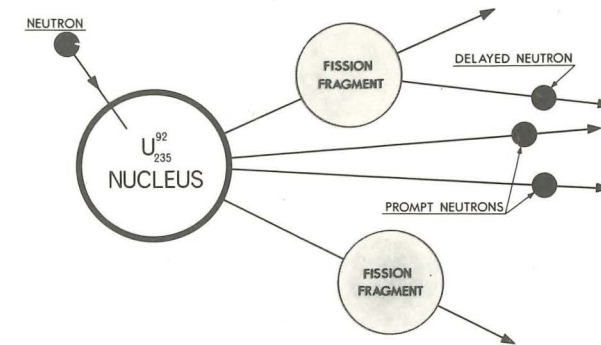 NEUTRON
FISSION
FRAGMENT
DELAYED NEUTRON
U 92 235
NUCLEUS
PROMPT NEUTRONS
FISSION
FRAGMENT